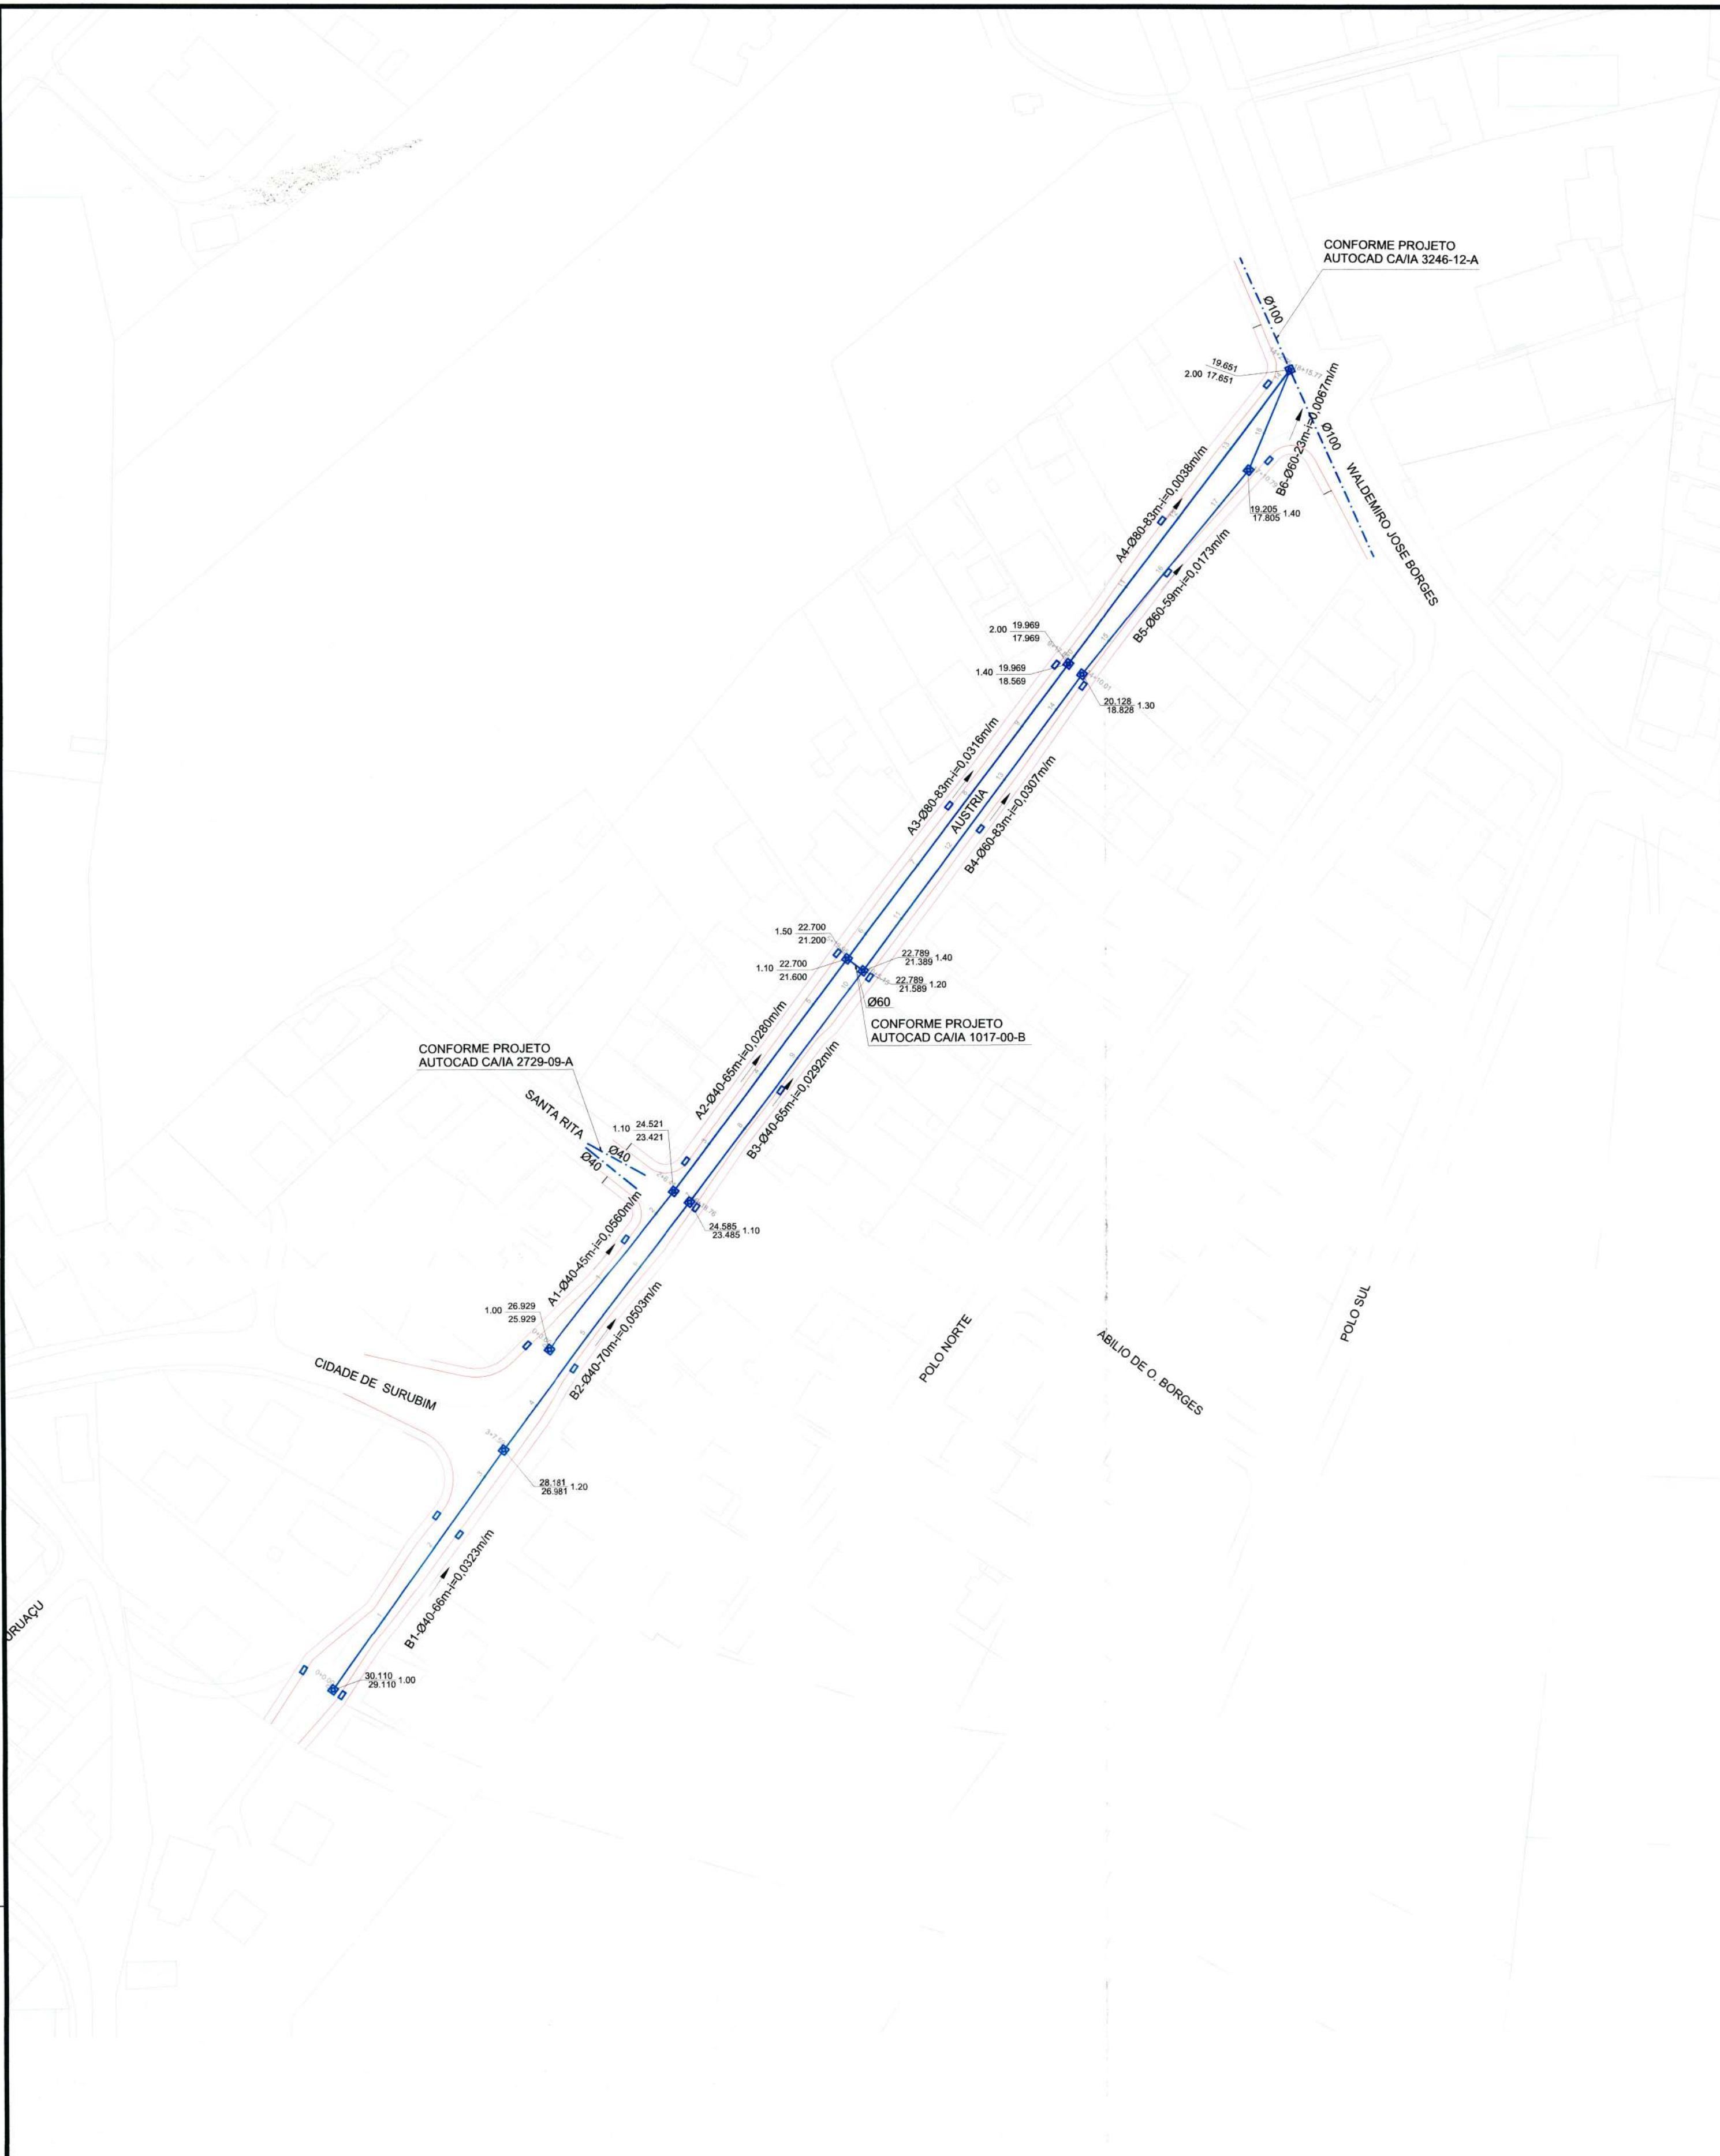 CONFORME PROJETO
AUTOCAD CA/IA 3246-12-A
Ø100
19.651
2.00 17.651
Ø100
B6-Ø60-23m-i=0,0067m/m
WALDEMIRO JOSE BORGES
A4-Ø80-83m-i=0,0038m/m
19.205
17.805 1.40
B5-Ø60-59m-i=0,0173m/m
2.00 19.969
17.969
1.40 19.969
18.569
20.128
18.828 1.30
A3-Ø80-83m-i=0,0316m/m
AUSTRIA
B4-Ø60-83m-i=0,0307m/m
1.50 22.700
21.200
1.10 22.700
21.600
22.789
21.389 1.40
22.789
21.589 1.20
Ø60
CONFORME PROJETO
AUTOCAD CA/IA 1017-00-B
A2-Ø40-65m-i=0,0280m/m
B3-Ø40-65m-i=0,0292m/m
CONFORME PROJETO
AUTOCAD CA/IA 2729-09-A
SANTA RITA
Ø40
Ø40
1.10 24.521
23.421
24.585
23.485 1.10
A1-Ø40-45m-i=0,0560m/m
1.00 26.929
25.929
B2-Ø40-70m-i=0,0503m/m
POLO NORTE
ABILIO DE O. BORGES
POLO SUL
CIDADE DE SURUBIM
3+7.59
28.181
26.981 1.20
B1-Ø40-66m-i=0,0323m/m
URUAÇU
30.110
29.110 1.00